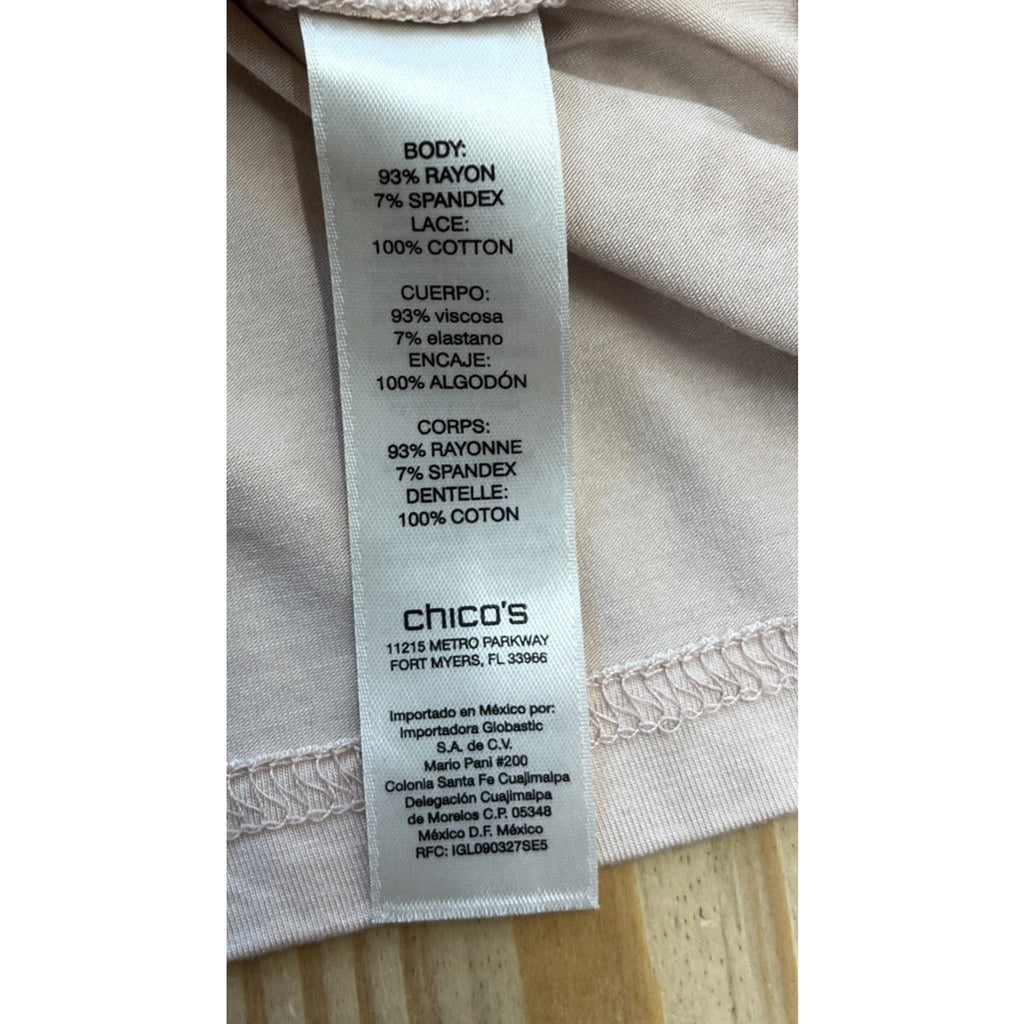 BODY:
93% RAYON
7% SPANDEX
LACE:
100% COTTON
CUERPO:
93% viscosa
7% elastano
ENCAJE:
100% ALGODÓN
CORPS:
93% RAYONNE
7% SPANDEX
DENTELLE:
100% COTON
chico's
11215 METRO PARKWAY
FORT MYERS, FL 33966
Importado en México por:
Importadora Globastic
S.A. de C.V.
Mario Pani #200
Colonia Santa Fe Cuajimalpa
Delegación Cuajimalpa
de Morelos C.P. 05348
México D.F. México
RFC: IGL090327SE5